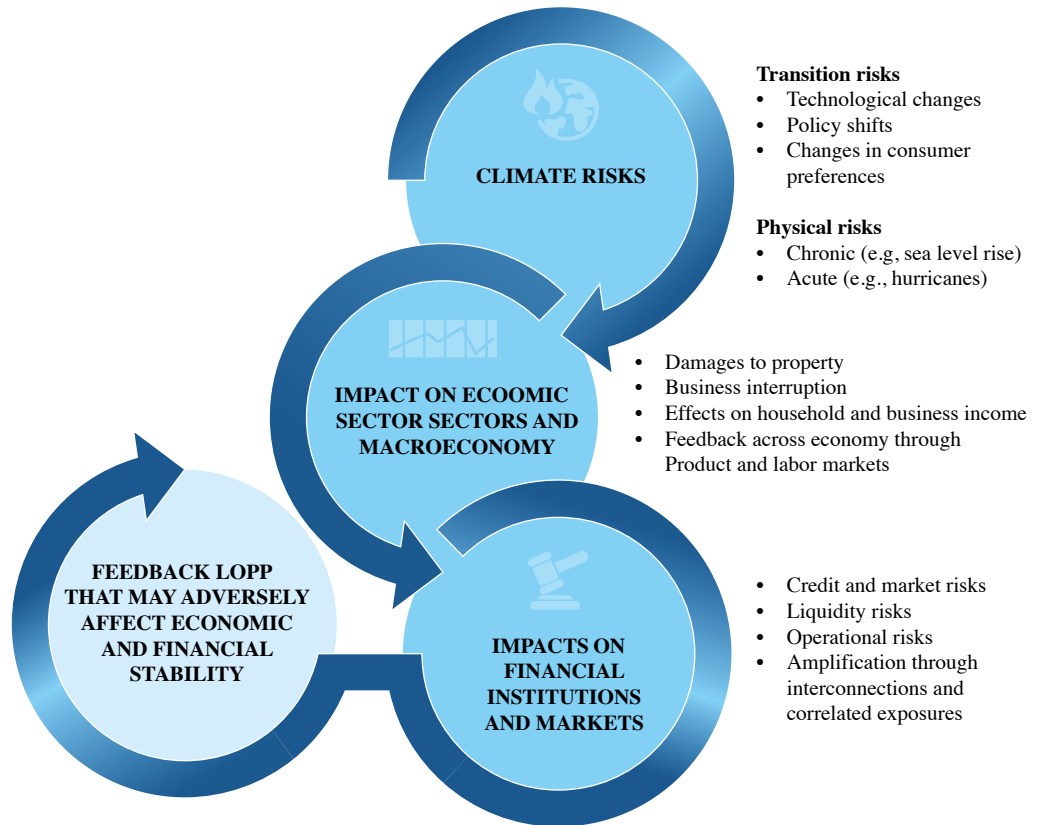 CLIMATE RISKS
Transition risks
• Technological changes
• Policy shifts
• Changes in consumer
preferences
Physical risks
• Chronic (e.g, sea level rise)
• Acute (e.g., hurricanes)
IMPACT ON ECOOMIC
SECTOR SECTORS AND
MACROECONOMY
• Damages to property
• Business interruption
• Effects on household and business income
• Feedback across economy through
Product and labor markets
FEEDBACK LOPP
THAT MAY ADVERSELY
AFFECT ECONOMIC
AND FINANCIAL
STABILITY
IMPACTS ON
FINANCIAL
INSTITUTIONS
AND MARKETS
• Credit and market risks
• Liquidity risks
• Operational risks
• Amplification through
interconnections and
correlated exposures